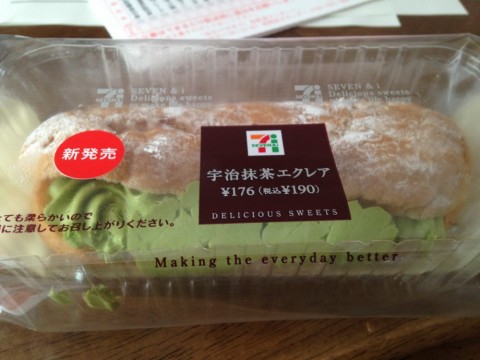 SEVEN & i
Delicious sweets
SEVEN & i
Delicious sweets
新発売
7
ELEVEn
宇治抹茶エクレア
¥176(税込¥190)
DELICIOUS SWEETS
ても柔らかいので
に注意してお召し上がりください。
Making the everyday better